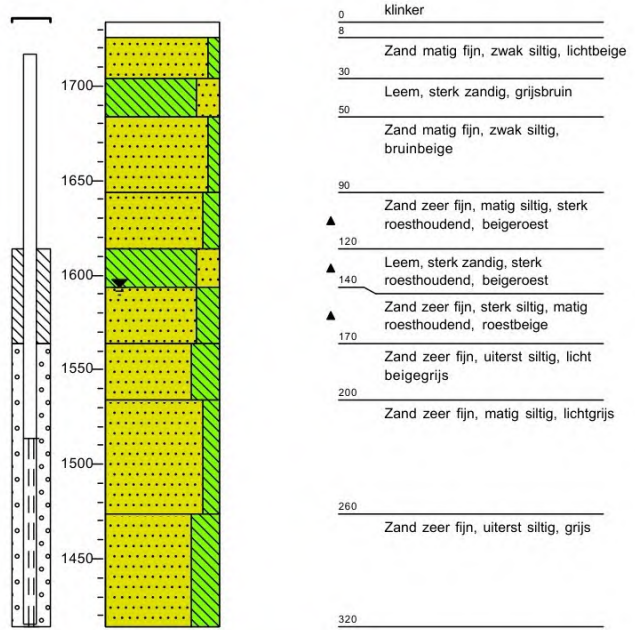 klinker
0
8
Zand matig fijn, zwak siltig, lichtbeige
30
1700
Leem, sterk zandig, grijsbruin
50
Zand matig fijn, zwak siltig,
bruinbeige
1650
90
Zand zeer fijn, matig siltig, sterk
roesthoudend, beigeroest
120
Leem, sterk zandig, sterk
roesthoudend, beigeroest
1600
140
Zand zeer fijn, sterk siltig, matig
roesthoudend, roestbeige
170
Zand zeer fijn, uiterst siltig, licht
beigegrijs
1550
200
Zand zeer fijn, matig siltig, lichtgrijs
1500
260
Zand zeer fijn, uiterst siltig, grijs
1450
320